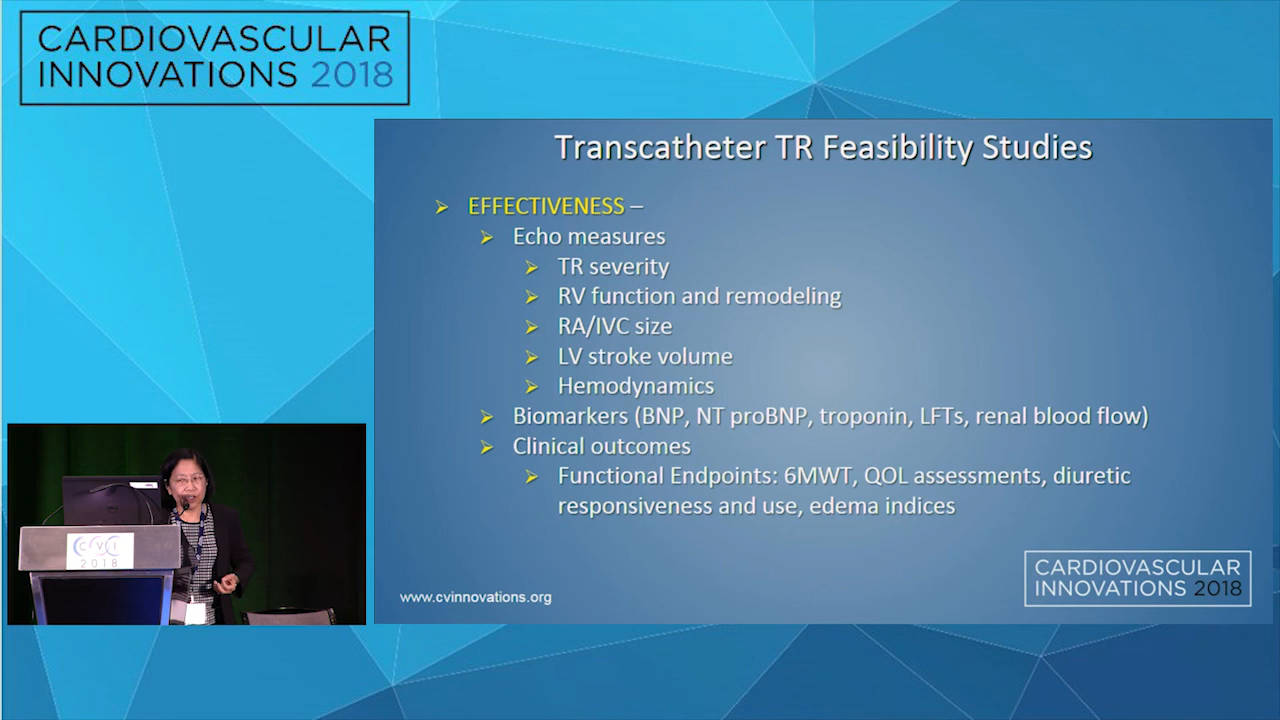 CARDIOVASCULAR
INNOVATIONS 2018
Transcatheter TR Feasibility Studies
EFFECTIVENESS –
Echo measures
TR severity
RV function and remodeling
RA/IVC size
LV stroke volume
Hemodynamics
Biomarkers (BNP, NT proBNP, troponin, LFTs, renal blood flow)
Clinical outcomes
Functional Endpoints: 6MWT, QOL assessments, diuretic
responsiveness and use, edema indices
www.cvinnovations.org
CARDIOVASCULAR
INNOVATIONS 2018
CVI
2018